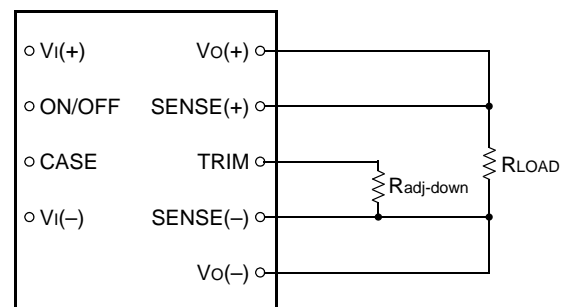 VI(+) VO(+)
ON/OFF SENSE(+)
CASE TRIM
RLOAD
Radj-down
VI(–) SENSE(–)
VO(–)